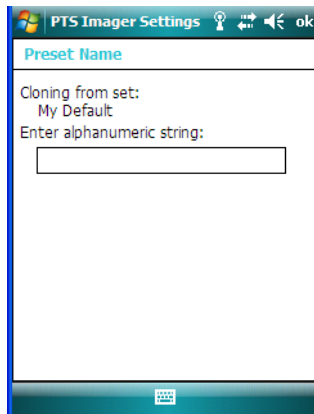 PTS Imager Settings ok
Preset Name
Cloning from set:
My Default
Enter alphanumeric string: